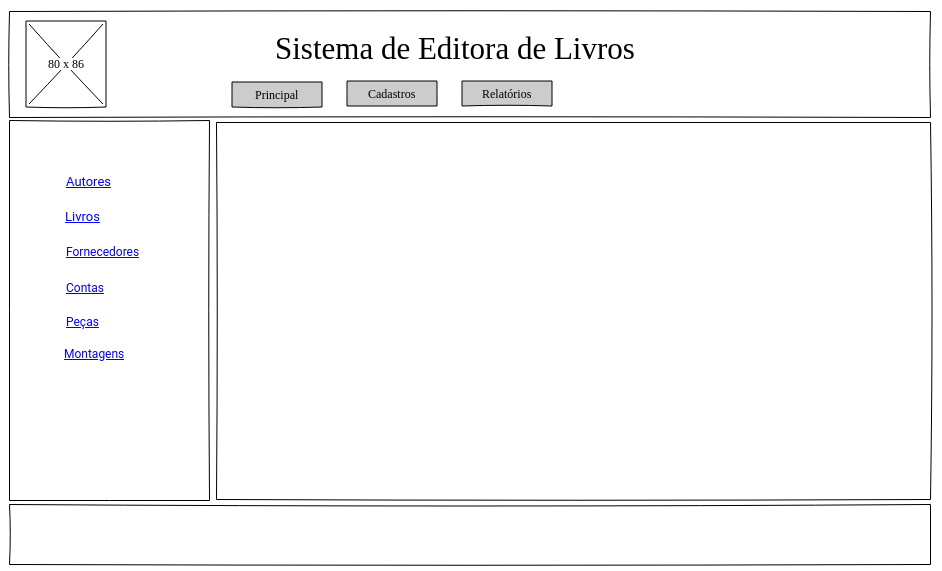 Sistema de Editora de Livros
80 x 86
Principal
Cadastros
Relatórios
Autores
Livros
Fornecedores
Contas
Peças
Montagens